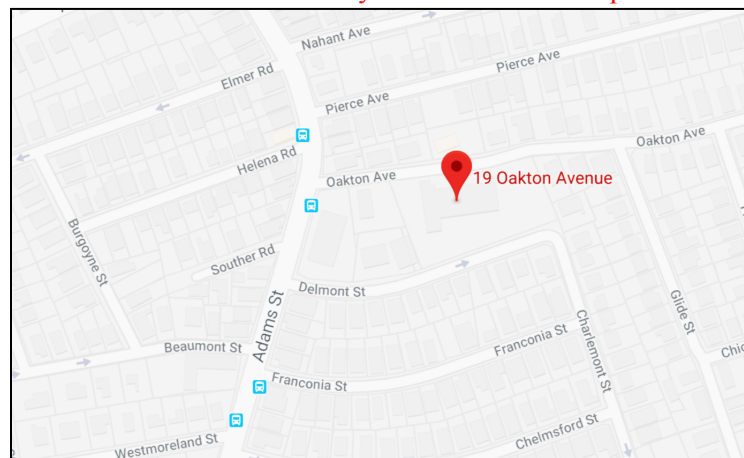 Nahant Ave
Elmer Rd
Pierce Ave
Pierce Ave
Helena Rd
Oakton Ave
Oakton Ave
19 Oakton Avenue
Burgoyne St
Souther Rd
Delmont St
Adams St
Glide St
Charlemont St
Beaumont St
Franconia St
Franconia St
Chelmsford St
Westmoreland St